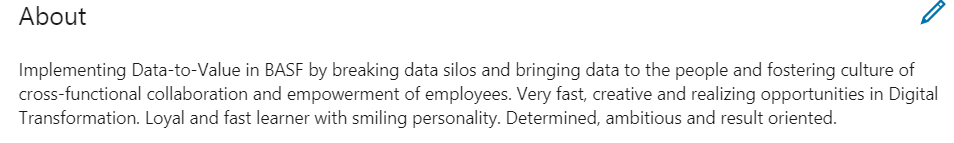 About
Implementing Data-to-Value in BASF by breaking data silos and bringing data to the people and fostering culture of
cross-functional collaboration and empowerment of employees. Very fast, creative and realizing opportunities in Digital
Transformation. Loyal and fast learner with smiling personality. Determined, ambitious and result oriented.